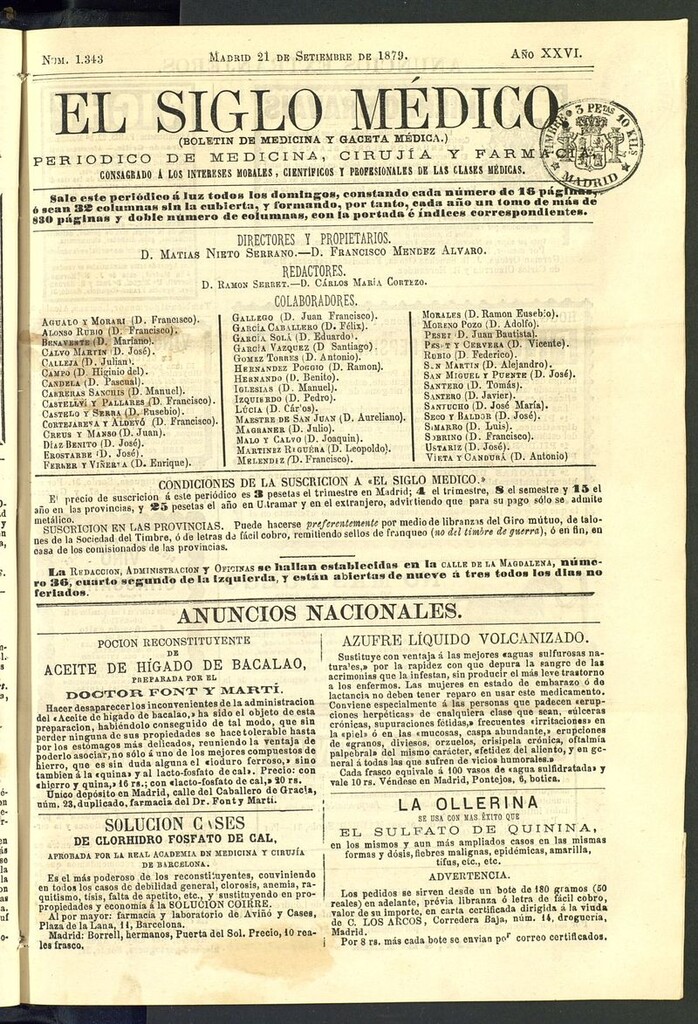 NÚM. 1.343
MADRID 21 DE SETIEMBRE DE 1879.
AÑO XXVI.
EL SIGLO MÉDICO
(BOLETIN DE MEDICINA Y GACETA MÉDICA.)
PERIODICO DE MEDICINA, CIRUJÍA Y FARMACIA
CONSAGRADO Á LOS INTERESES MORALES, CIENTÍFICOS Y PROFESIONALES DE LAS CLASES MÉDICAS.
TIMBRE 3 PETAS 10 KILS
MADRID
Sale este periódico á luz todos los domingos, constando cada número de 16 páginas,
ó sean 32 columnas sin la cubierta, y formando, por tanto, cada año un tomo de más de
830 páginas y doble número de columnas, con la portada é índices correspondientes.
DIRECTORES Y PROPIETARIOS.
D. MATIAS NIETO SERRANO.—D. FRANCISCO MENDEZ ALVARO.
REDACTORES.
D. RAMON SERRET.—D. CÁRLOS MARÍA CORTEZO.
COLABORADORES.
AGUADO Y MORARI (D. Francisco).
ALONSO RUBIO (D. Francisco).
BENAVENTE (D. Mariano).
CALVO MARTIN (D. José).
CALLEJA (D. Julian).
CAMPO (D. Higinio del).
CANDELA (D. Pascual).
CARRERAS SANCHIS (D. Manuel).
CASTELLVI Y PALLARES (D. Francisco).
CASTELO Y SERRA (D. Eusebio).
CORTEJARENA Y ALDEVÓ (D. Francisco).
CREUS Y MANSO (D. Juan).
DIAZ BENITO (D. José).
EROSTARBE (D. José).
FERRER Y VIÑERTA (D. Enrique).
GALLEGO (D. Juan Francisco).
GARCÍA CABALLERO (D. Félix).
GARCÍA SOLÁ (D. Eduardo).
GARCIA VAZQUEZ (D. Santiago).
GOMEZ TORRES (D. Antonio).
HERNANDEZ POGGIO (D. Ramon).
HERNANDO (D. Benito).
IGLESIAS (D. Manuel).
IZQUIERDO (D. Pedro).
LÚCIA (D. Cárlos).
MAESTRE DE SAN JUAN (D. Aureliano).
MAGRANER (D. Julio).
MALO Y CALVO (D. Joaquin).
MARTINEZ REGUERA (D. Leopoldo).
MELENDEZ (D. Francisco).
MORALES (D. Ramon Eusebio).
MORENO POZO (D. Adolfo).
PESET (D. Juan Bautista).
PESET Y CERVERA (D. Vicente).
RUBIO (D. Federico).
SAN MARTIN (D. Alejandro).
SAN MIGUEL Y PUENTE (D. José).
SANTERO (D. Tomás).
SANTERO (D. Javier).
SANTUCHO (D. José María).
SECO Y BALDOR (D. José).
SIMARRO (D. Luis).
SOBRINO (D. Francisco).
USTARIZ (D. José).
VIETA Y CANDURÁ (D. Antonio)
CONDICIONES DE LA SUSCRICION A «EL SIGLO MEDICO.»
El precio de suscricion á este periódico es 3 pesetas el trimestre en Madrid; 4 el trimestre, 8 el semestre y 15 el
año en las provincias, y 25 pesetas el año en Ultramar y en el extranjero, advirtiendo que para su pago sólo se admite
metálico.
SUSCRICION EN LAS PROVINCIAS. Puede hacerse preferentemente por medio de libranzas del Giro mútuo, de talo-
nes de la Sociedad del Timbre, ó de letras de fácil cobro, remitiendo sellos de franqueo (no del timbre de guerra), ó en fin, en
casa de los comisionados de las provincias.
LA REDACCION, ADMINISTRACION Y OFICINAS se hallan establecidas en la CALLE DE LA MAGDALENA, núme-
ro 36, cuarto segundo de la izquierda, y están abiertas de nueve á tres todos los dias no
feriados.
ANUNCIOS NACIONALES.
POCION RECONSTITUYENTE
DE
ACEITE DE HÍGADO DE BACALAO,
PREPARADA POR EL
DOCTOR FONT Y MARTÍ.
Hacer desaparecer los inconvenientes de la administracion
del «Aceite de hígado de bacalao,» ha sido el objeto de esta
preparacion, habiéndolo conseguido de tal modo, que sin
perder ninguna de sus propiedades se hace tolerable hasta
por los estómagos más delicados, reuniendo la ventaja de
poderlo asociar, no sólo á uno de los mejores compuestos de
hierro, que es sin duda alguna el «ioduro ferroso,» sino
tambien á la «quina» y al lacto-fosfato de cal». Precio: con
«hierro y quina,» 16 rs.; con «lacto-fosfato de cal,» 20 rs.
Unico depósito en Madrid, calle del Caballero de Gracia,
núm. 23, duplicado, farmacia del Dr. Font y Martí.
SOLUCION CASES
DE CLORHIDRO FOSFATO DE CAL,
APROBADA POR LA REAL ACADEMIA DE MEDICINA Y CIRUJÍA
DE BARCELONA.
Es el más poderoso de los reconstituyentes, conviniendo
en todos los casos de debilidad general, clorosis, anemia, ra-
quitismo, tísis, falta de apetito, etc., y sustituyendo en pro-
piedades y economía á la SOLUCION COIRRE.
Al por mayor: farmacia y laboratorio de Aviñó y Cases,
Plaza de la Lana, 11, Barcelona.
Madrid: Borrell, hermanos, Puerta del Sol. Precio, 10 rea-
les frasco.
AZUFRE LÍQUIDO VOLCANIZADO.
Sustituye con ventaja á las mejores «aguas sulfurosas na-
turales,» por la rapidez con que depura la sangre de las
acrimonias que la infestan, sin producir el más leve trastorno
a los enfermos. Las mujeres en estado de embarazo ó de
lactancia no deben tener reparo en usar este medicamento.
Conviene especialmente á las personas que padecen «erup-
ciones herpéticas» de cualquiera clase que sean, «úlceras
crónicas, supuraciones fétidas,» frecuentes «irritaciones» en
la «piel» ó en las «mucosas, caspa abundante,» erupciones
de «granos, diviesos, orzuelos, crisipela crónica, oftalmía
palpebral» del mismo carácter, «fetidez del aliento, y en ge-
neral á todas las que sufren de vicios humorales.»
Cada frasco equivale á 100 vasos de «agua sulfidratada» y
vale 10 rs. Véndese en Madrid, Pontejos, 6, botica.
LA OLLERINA
SE USA CON MAS ÉXITO QUE
EL SULFATO DE QUININA,
en los mismos y aun más ampliados casos en las mismas
formas y dósis, fiebres malignas, epidémicas, amarilla,
tifus, etc., etc.
ADVERTENCIA.
Los pedidos se sirven desde un bote de 180 gramos (50
reales) en adelante, prévia libranza ó letra de fácil cobro,
valor de su importe, en carta certificada dirigida á la viuda
de C. LOS ARCOS, Corredera Baja, núm. 14, droguería,
Madrid.
Por 8 rs. más cada bote se envian por correo certificados.